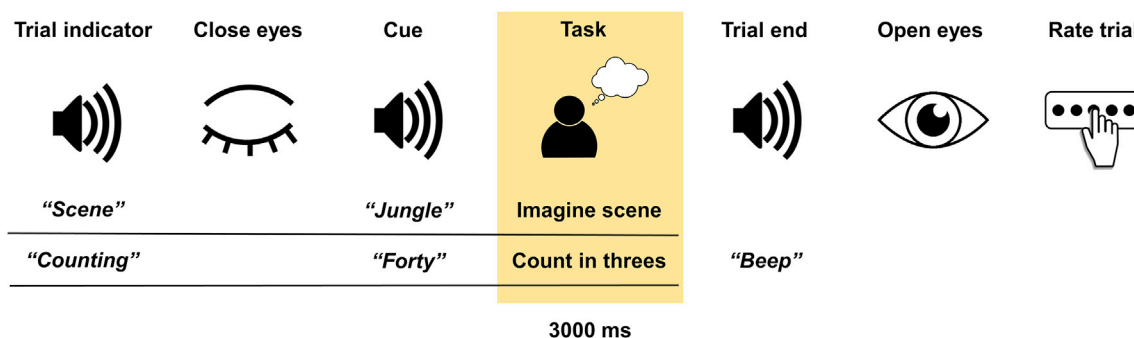 Trial indicator Close eyes Cue Task Trial end Open eyes Rate trial
“Scene” “Jungle” Imagine scene
“Counting” “Forty” Count in threes “Beep”
3000 ms